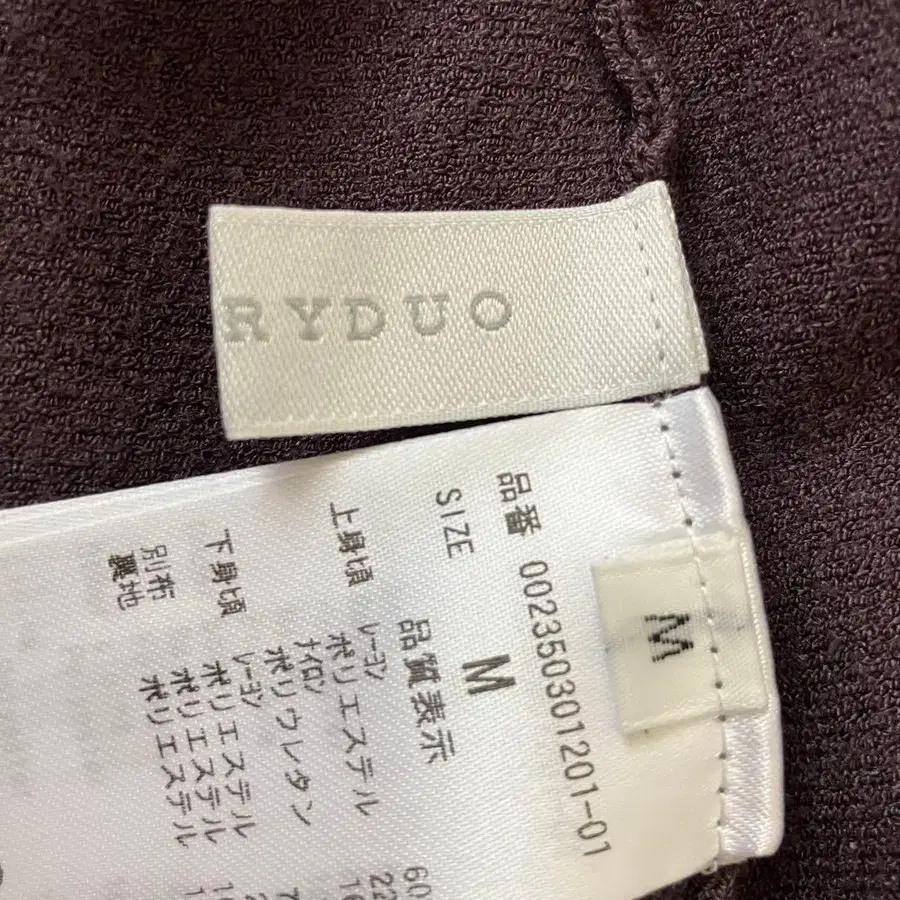 RYDUO
M
品番 002350301201-01
SIZE M
品質表示
上身頃 レーヨン 60
ポリエステル 22
ナイロン
ポリウレタン
下身頃 レーヨン
ポリエステル
別布 ポリエステル
裏地 ポリエステル